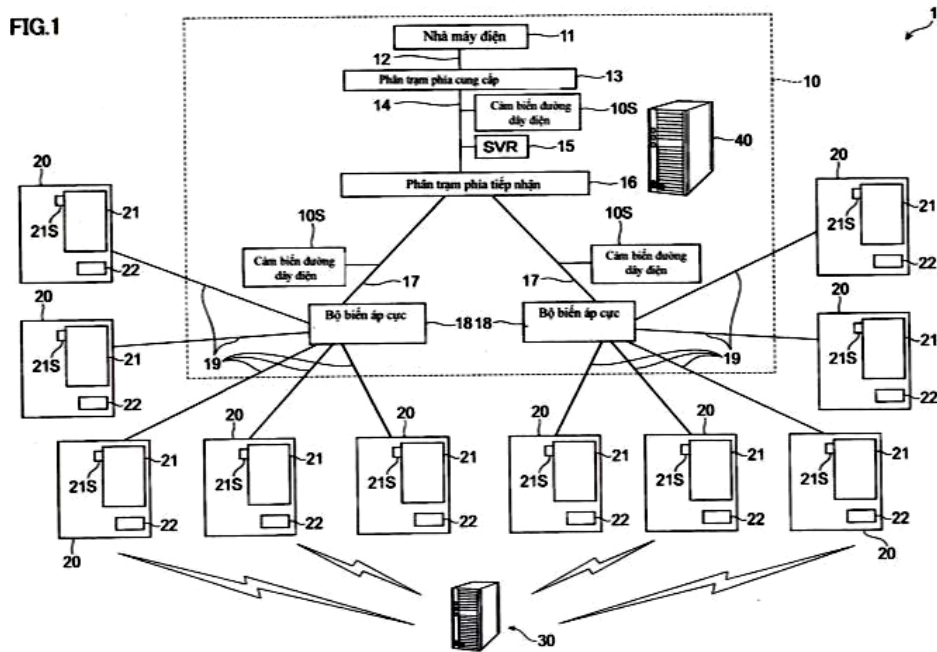 FIG.1
1
Nhà máy điện
11
12
Phân trạm phía cung cấp
13
10
14
Cảm biến đường
dây điện
10S
SVR
15
40
Phân trạm phía tiếp nhận
16
20
21
21S
22
10S
Cảm biến đường
dây điện
17
10S
Cảm biến đường
dây điện
17
20
21
21S
22
Bộ biến áp cực
18
18
Bộ biến áp cực
19
19
20
21
21S
22
19
19
20
21
21S
22
21
21S
22
20
20
21
21S
22
20
21
21S
22
20
21
21S
22
20
21
21S
22
21
21S
22
20
30